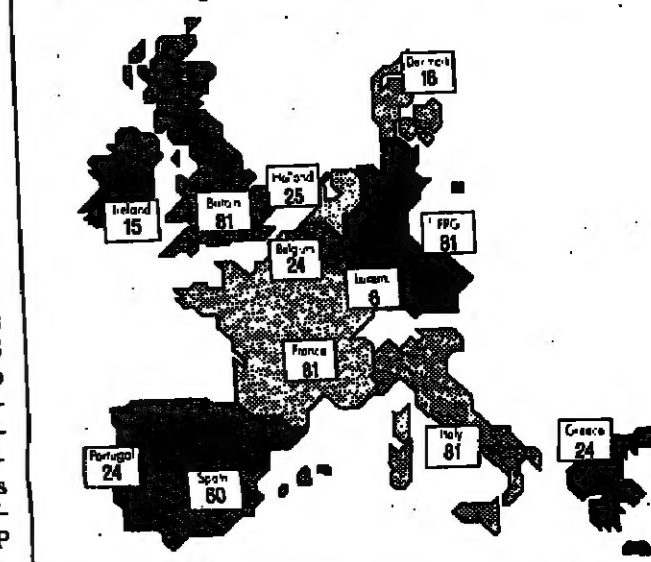 Denmark
16
Holland
25
Ireland
15
Britain
81
FRG
81
Belgium
24
Luxem.
6
France
81
Italy
81
Greece
24
Portugal
24
Spain
60